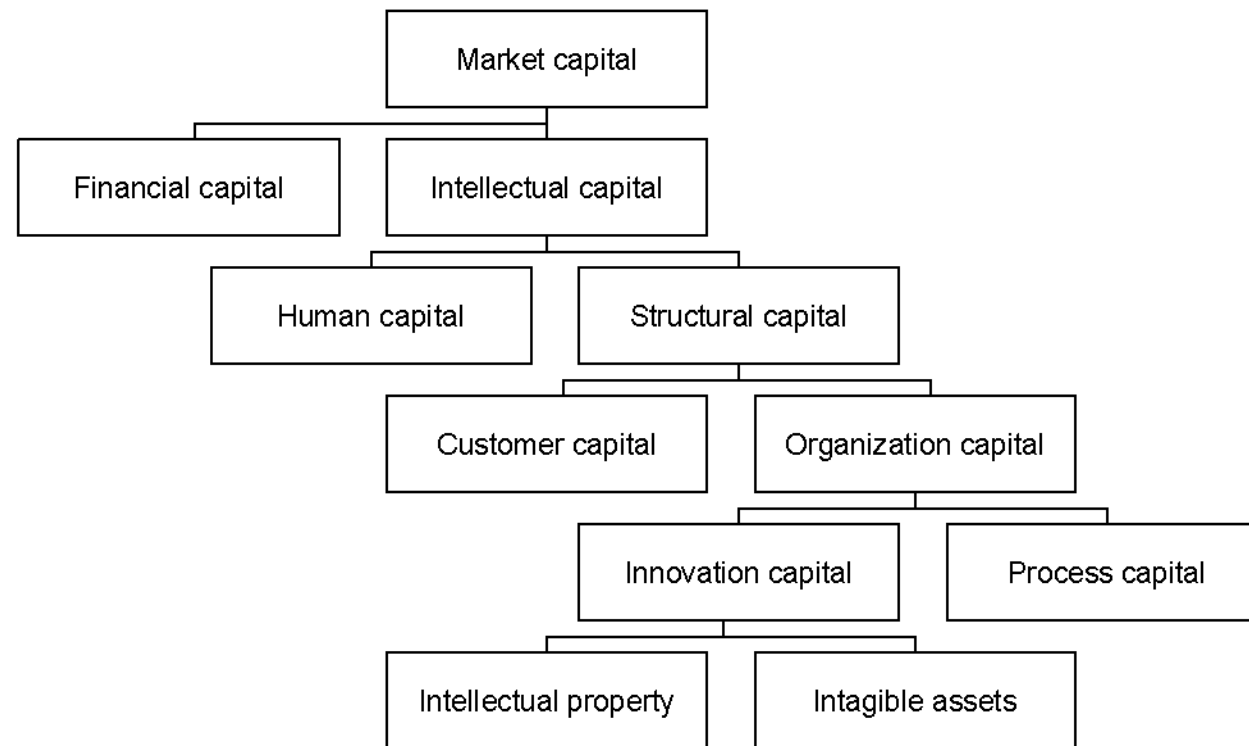 Market capital
Financial capital
Intellectual capital
Human capital
Structural capital
Customer capital
Organization capital
Innovation capital
Process capital
Intellectual property
Intagible assets